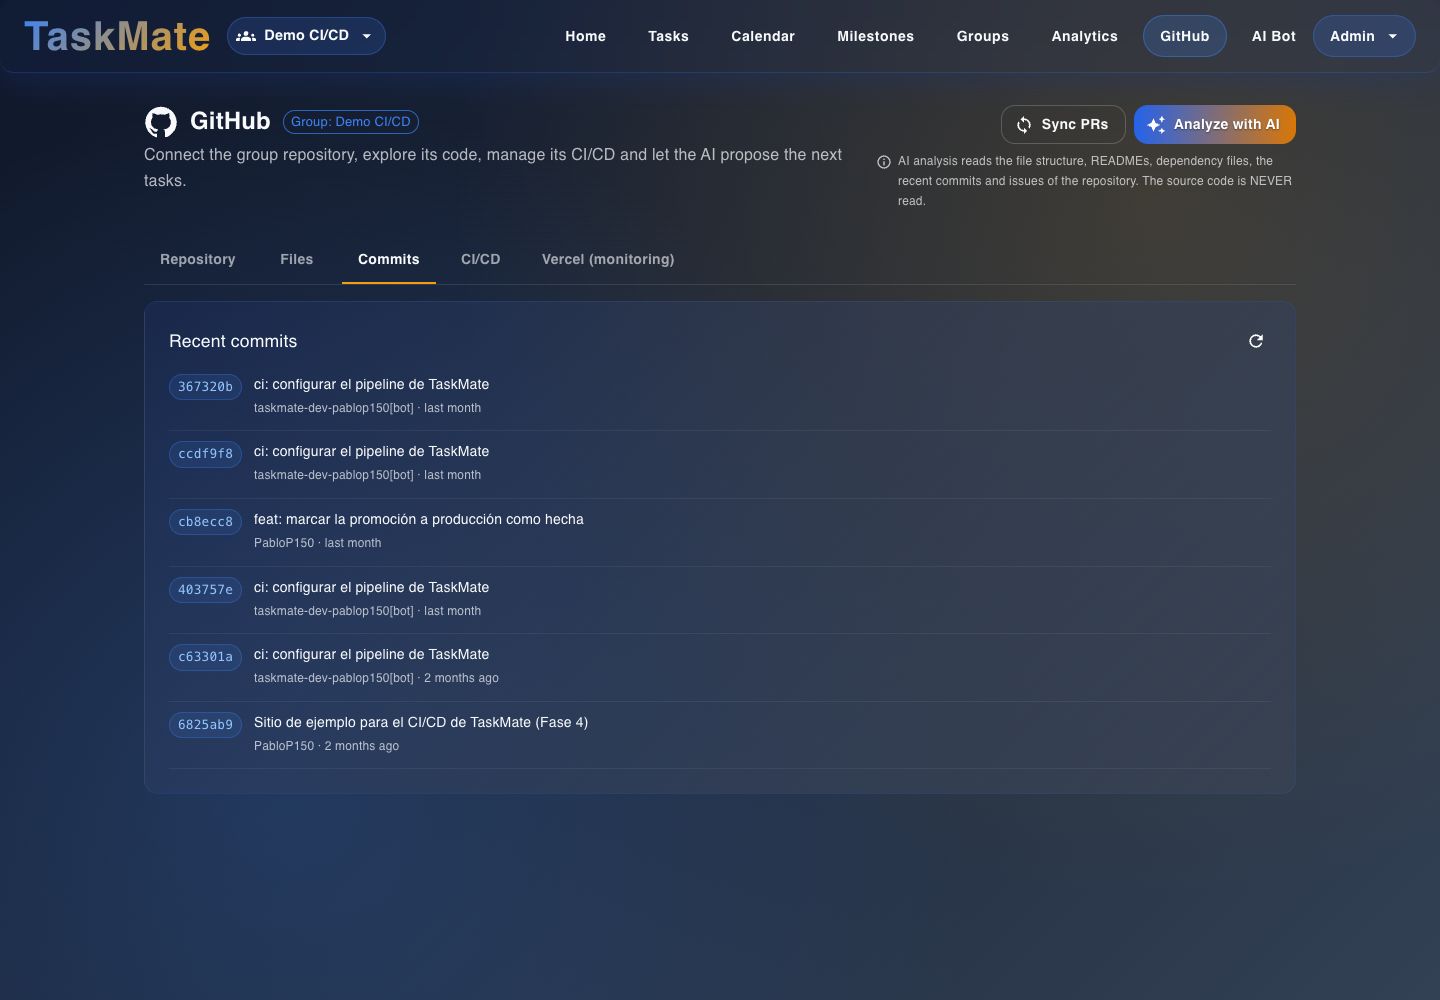 TaskMate
Demo CI/CD
Home
Tasks
Calendar
Milestones
Groups
Analytics
GitHub
AI Bot
Admin
GitHub
Group: Demo CI/CD
Connect the group repository, explore its code, manage its CI/CD and let the AI propose the next
tasks.
Sync PRs
Analyze with AI
AI analysis reads the file structure, READMEs, dependency files, the
recent commits and issues of the repository. The source code is NEVER
read.
Repository
Files
Commits
CI/CD
Vercel (monitoring)
Recent commits
367320b
ci: configurar el pipeline de TaskMate
taskmate-dev-pablop150[bot] · last month
ccdf9f8
ci: configurar el pipeline de TaskMate
taskmate-dev-pablop150[bot] · last month
cb8ecc8
feat: marcar la promoción a producción como hecha
PabloP150 · last month
403757e
ci: configurar el pipeline de TaskMate
taskmate-dev-pablop150[bot] · last month
c63301a
ci: configurar el pipeline de TaskMate
taskmate-dev-pablop150[bot] · 2 months ago
6825ab9
Sitio de ejemplo para el CI/CD de TaskMate (Fase 4)
PabloP150 · 2 months ago